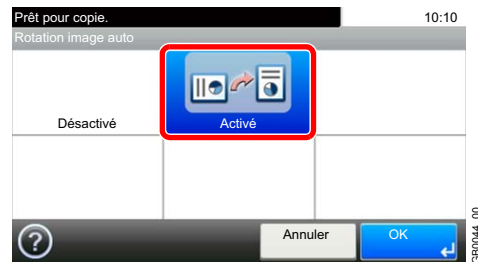 Prêt pour copie. 10:10
Rotation image auto
Désactivé Activé
Annuler OK
GB0044_00